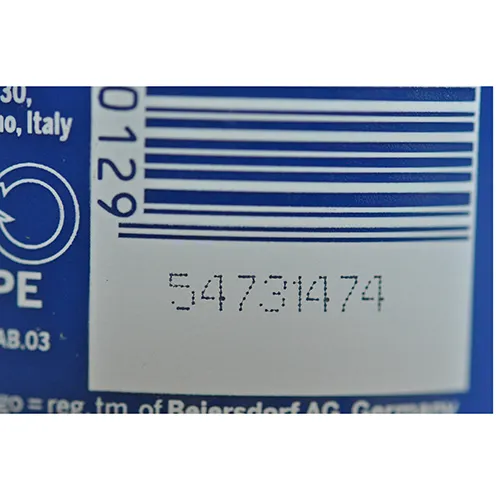 30,
no, Italy
0129
54731474
PE
AB.03
go = reg. tm. of Beiersdorf AG, Germany